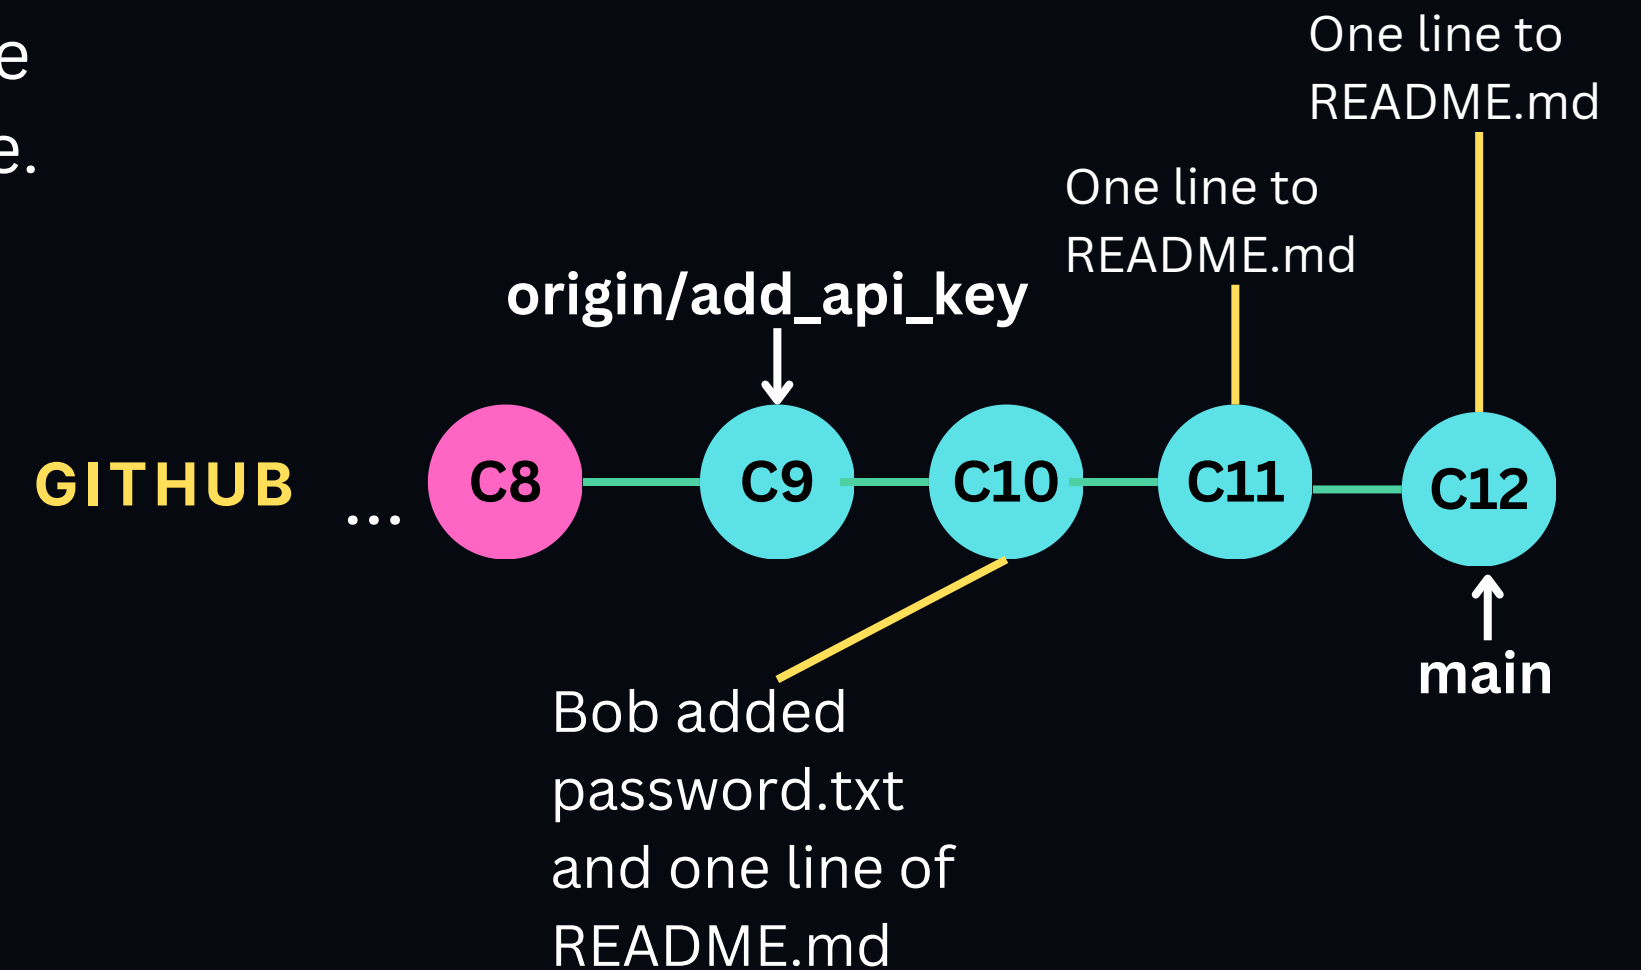 e
e.
One line to
README.md
One line to
README.md
origin/add_api_key
GITHUB
...
C8
C9
C10
C11
C12
main
Bob added
password.txt
and one line of
README.md